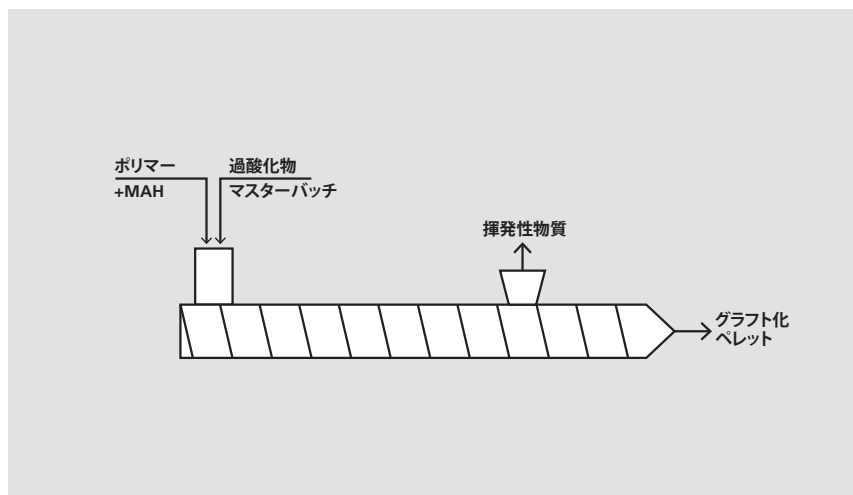 ポリマー
+MAH
過酸化物
マスターバッチ
揮発性物質
グラフト化
ペレット